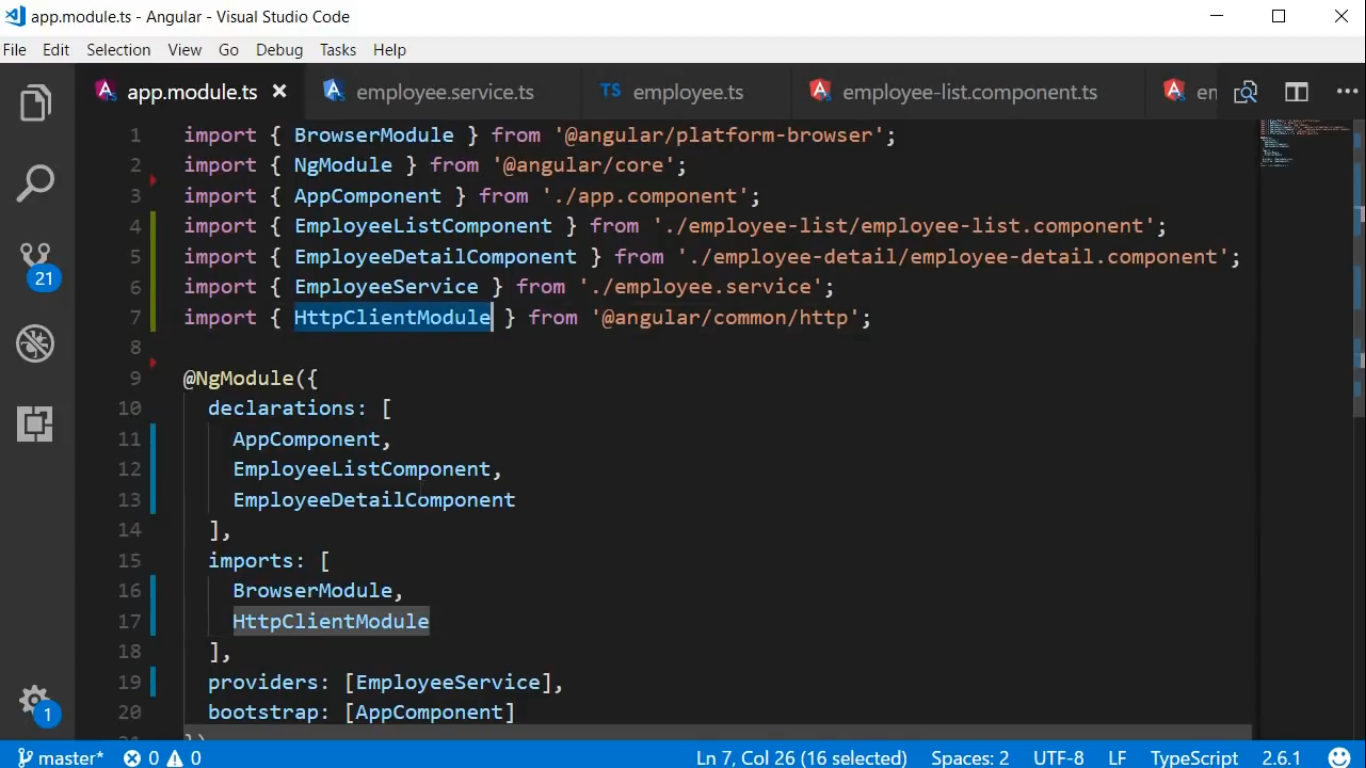 app.module.ts - Angular - Visual Studio Code
File Edit Selection View Go Debug Tasks Help
app.module.ts employee.service.ts TS employee.ts employee-list.component.ts en
1 import { BrowserModule } from '@angular/platform-browser';
2 import { NgModule } from '@angular/core';
3 import { AppComponent } from './app.component';
4 import { EmployeeListComponent } from './employee-list/employee-list.component';
5 import { EmployeeDetailComponent } from './employee-detail/employee-detail.component';
6 import { EmployeeService } from './employee.service';
7 import { HttpClientModule } from '@angular/common/http';
8
9 @NgModule({
10 declarations: [
11 AppComponent,
12 EmployeeListComponent,
13 EmployeeDetailComponent
14 ],
15 imports: [
16 BrowserModule,
17 HttpClientModule
18 ],
19 providers: [EmployeeService],
20 bootstrap: [AppComponent]
21
1
master* 0 0 Ln 7, Col 26 (16 selected) Spaces: 2 UTF-8 LF TypeScript 2.6.1